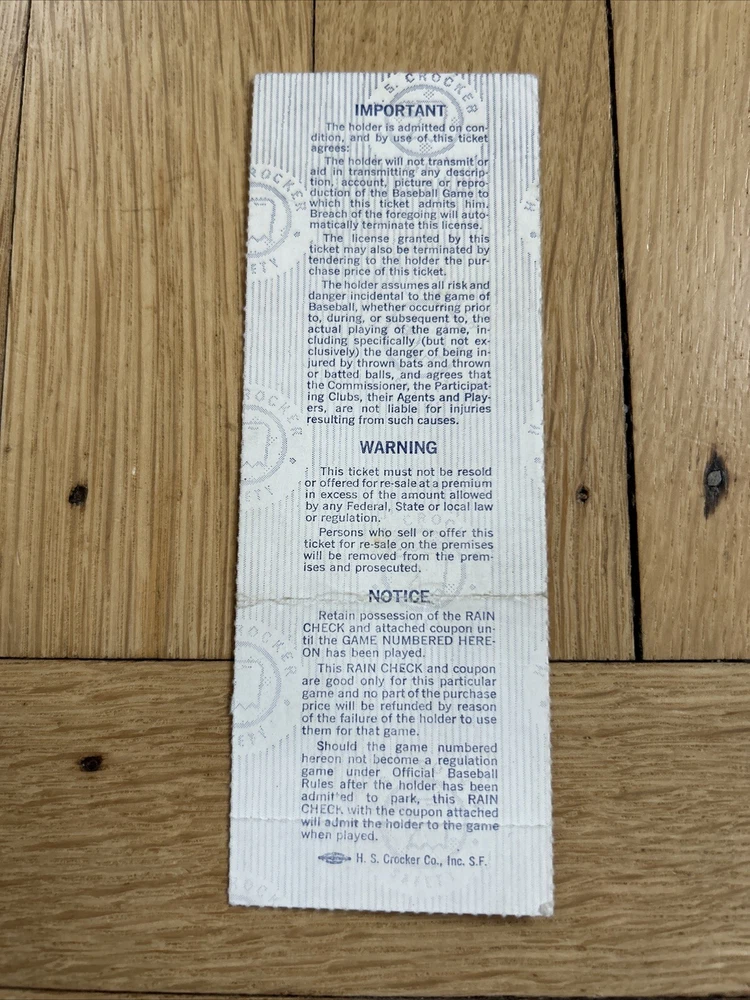 S. CROCKER
IMPORTANT
The holder is admitted on con-
dition, and by use of this ticket
agrees:
The holder will not transmit or
aid in transmitting any descrip-
tion, account, picture or repro-
duction of the Baseball Game to
which this ticket admits him.
Breach of the foregoing will auto-
matically terminate this license.
The license granted by this
ticket may also be terminated by
tendering to the holder the pur-
chase price of this ticket.
The holder assumes all risk and
danger incidental to the game of
Baseball, whether occurring prior
to, during, or subsequent to, the
actual playing of the game, in-
cluding specifically (but not ex-
clusively) the danger of being in-
jured by thrown bats and thrown
or batted balls, and agrees that
the Commissioner, the Participat-
ing Clubs, their Agents and Play-
ers, are not liable for injuries
resulting from such causes.
WARNING
This ticket must not be resold
or offered for re-sale at a premium
in excess of the amount allowed
by any Federal, State or local law
or regulation.
Persons who sell or offer this
ticket for re-sale on the premises
will be removed from the prem-
ises and prosecuted.
NOTICE
Retain possession of the RAIN
CHECK and attached coupon un-
til the GAME NUMBERED HERE-
ON has been played.
This RAIN CHECK and coupon
are good only for this particular
game and no part of the purchase
price will be refunded by reason
of the failure of the holder to use
them for that game.
Should the game numbered
hereon not become a regulation
game under Official Baseball
Rules after the holder has been
admitted to park, this RAIN
CHECK with the coupon attached
will admit the holder to the game
when played.
H. S. Crocker Co., Inc. S.F.